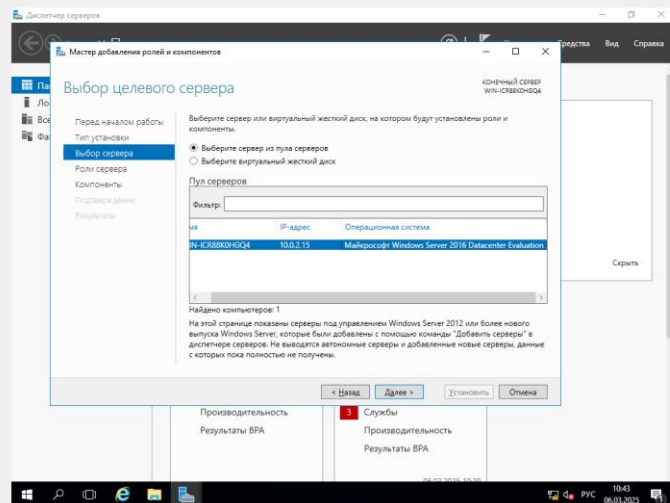 Диспетчер серверов
Средства Вид Справка
Мастер добавления ролей и компонентов
Выбор целевого сервера
КОНЕЧНЫЙ СЕРВЕР
WIN-ICR88K0HGQ4
Перед началом работы
Тип установки
Выбор сервера
Роли сервера
Компоненты
Подтверждение
Результаты
Выберите сервер или виртуальный жесткий диск, на котором будут установлены роли и
компоненты.
Выберите сервер из пула серверов
Выберите виртуальный жесткий диск
Пул серверов
Фильтр:
IP-адрес Операционная система
IN-ICR88K0HGQ4 10.0.2.15 Майкрософт Windows Server 2016 Datacenter Evaluation
Найдено компьютеров: 1
На этой странице показаны серверы под управлением Windows Server 2012 или более нового
выпуска Windows Server, которые были добавлены с помощью команды "Добавить серверы" в
диспетчере серверов. Не выводятся автономные серверы и добавленные новые серверы, данные
с которых пока полностью не получены.
< Назад Далее > Установить Отмена
Скрыть
Производительность
Результаты BPA
3 Службы
Производительность
Результаты BPA
06.03.2025 10:39
РУС
10:43
06.03.2025